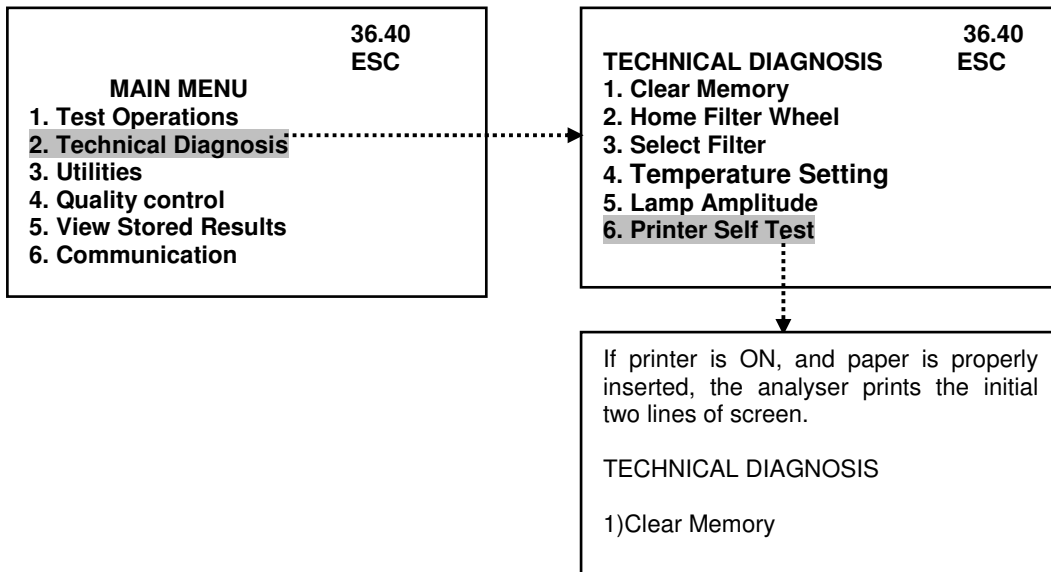 36.40
ESC
MAIN MENU
1. Test Operations
2. Technical Diagnosis
3. Utilities
4. Quality control
5. View Stored Results
6. Communication
36.40
TECHNICAL DIAGNOSIS ESC
1. Clear Memory
2. Home Filter Wheel
3. Select Filter
4. Temperature Setting
5. Lamp Amplitude
6. Printer Self Test
If printer is ON, and paper is properly
inserted, the analyser prints the initial
two lines of screen.
TECHNICAL DIAGNOSIS
1)Clear Memory